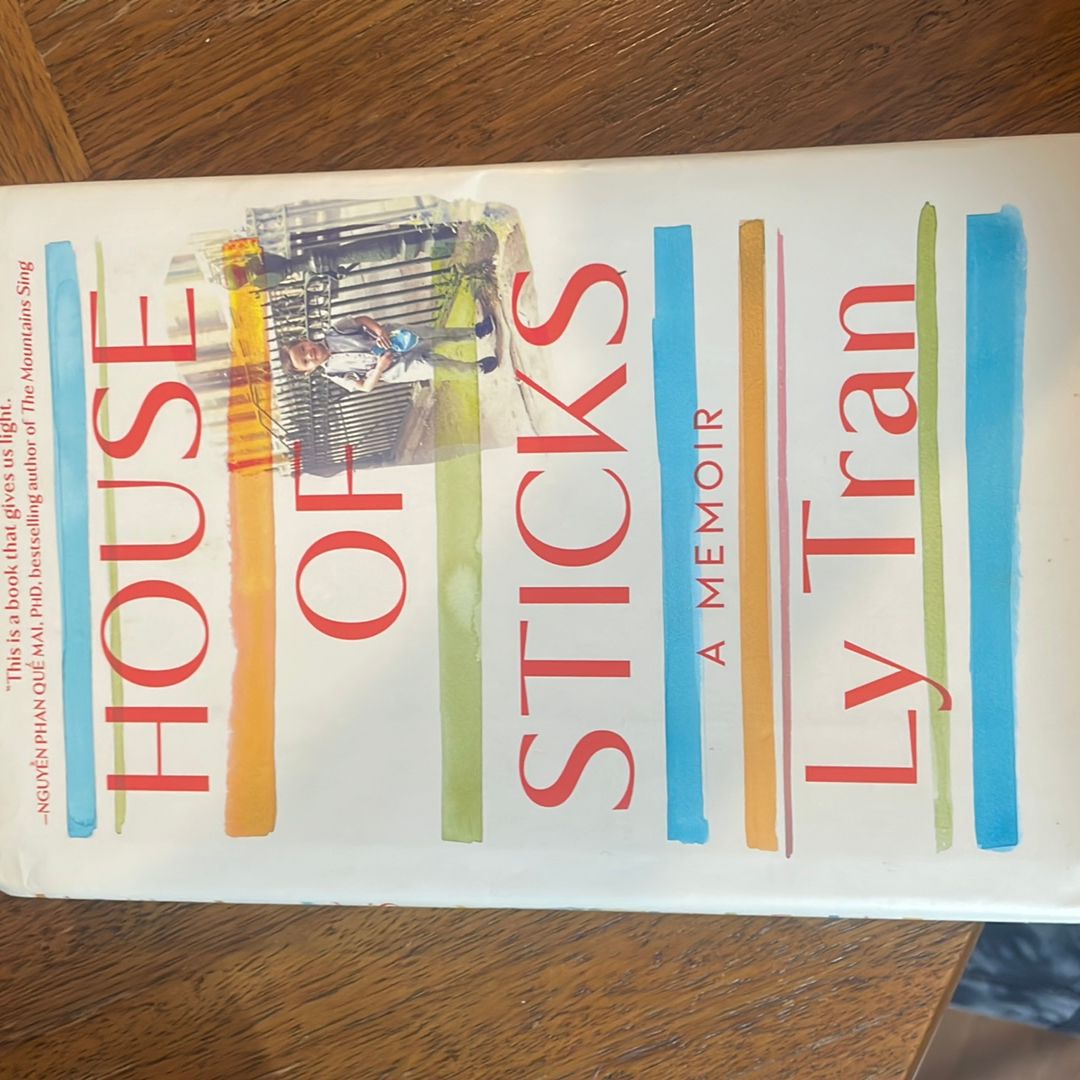 "This is a book that gives us light.
—NGUYỄN PHAN QUẾ MAI, PHD, bestselling author of The Mountains Sing
HOUSE
OF
STICKS
A MEMOIR
Ly Tran